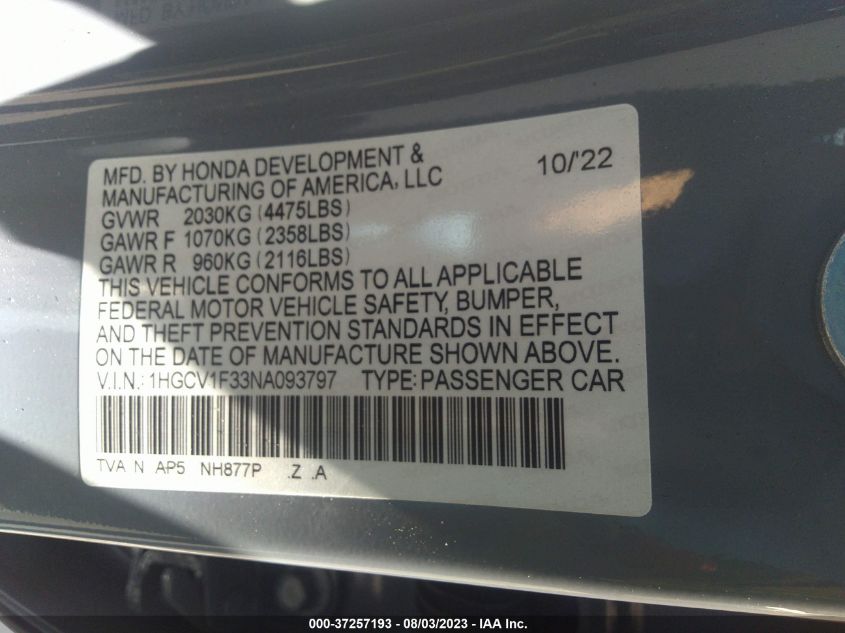 MFD. BY HONDA DEVELOPMENT &
MANUFACTURING OF AMERICA, LLC 10/'22
GVWR 2030KG (4475LBS)
GAWR F 1070KG (2358LBS)
GAWR R 960KG (2116LBS)
THIS VEHICLE CONFORMS TO ALL APPLICABLE
FEDERAL MOTOR VEHICLE SAFETY, BUMPER,
AND THEFT PREVENTION STANDARDS IN EFFECT
ON THE DATE OF MANUFACTURE SHOWN ABOVE.
V.I.N.: 1HGCV1F33NA093797 TYPE: PASSENGER CAR
TVA N AP5 NH877P .Z .A
000-37257193 - 08/03/2023 - IAA Inc.